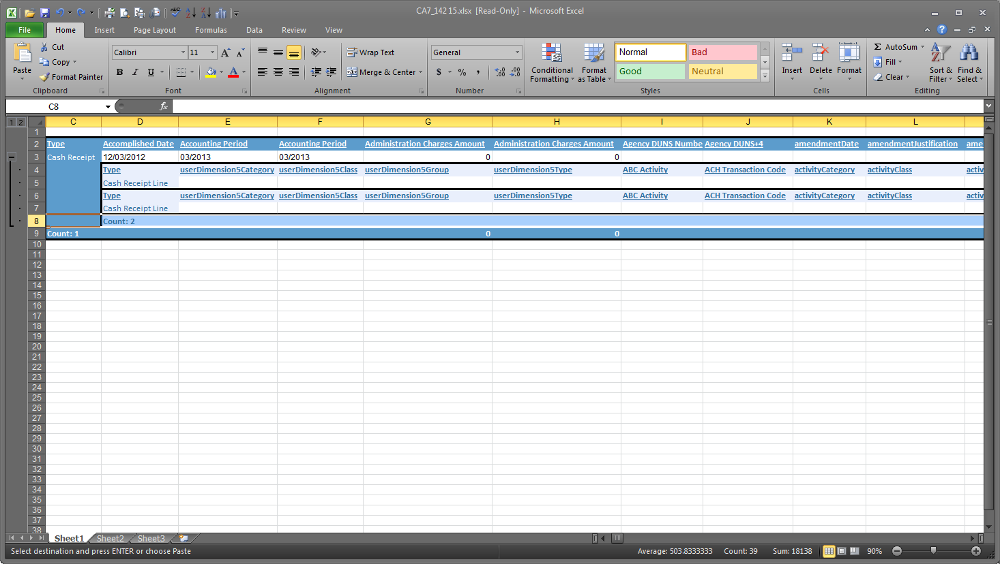 CA7_142 15.xlsx [Read-Only] - Microsoft Excel
File Home Insert Page Layout Formulas Data Review View
Paste Cut Copy Format Painter Clipboard
Calibri 11 B I U A A A Font
Wrap Text Merge & Center Alignment
General $ % , Number
Conditional Formatting Format as Table Normal Bad Good Neutral Styles
Insert Delete Format Cells
Σ AutoSum Fill Clear Sort & Filter Find & Select Editing
C8 fx
1 2 C D E F G H I J K L
1
2 Type Accomplished Date Accounting Period Accounting Period Administration Charges Amount Administration Charges Amount Agency DUNS Numbe Agency DUNS+4 amendmentDate amendmentJustification ame
3 Cash Receipt 12/03/2012 03/2013 03/2013 0 0
4 Type userDimension5Category userDimension5Class userDimension5Group userDimension5Type ABC Activity ACH Transaction Code activityCategory activityClass activ
5 Cash Receipt Line
6 Type userDimension5Category userDimension5Class userDimension5Group userDimension5Type ABC Activity ACH Transaction Code activityCategory activityClass activ
7 Cash Receipt Line
8 Count: 2
9 Count: 1 0 0
10
11
12
13
14
15
16
17
18
19
20
21
22
23
24
25
26
27
28
29
30
31
32
33
34
35
36
37
38
Sheet1 Sheet2 Sheet3
Select destination and press ENTER or choose Paste Average: 503.8333333 Count: 39 Sum: 18138 90%